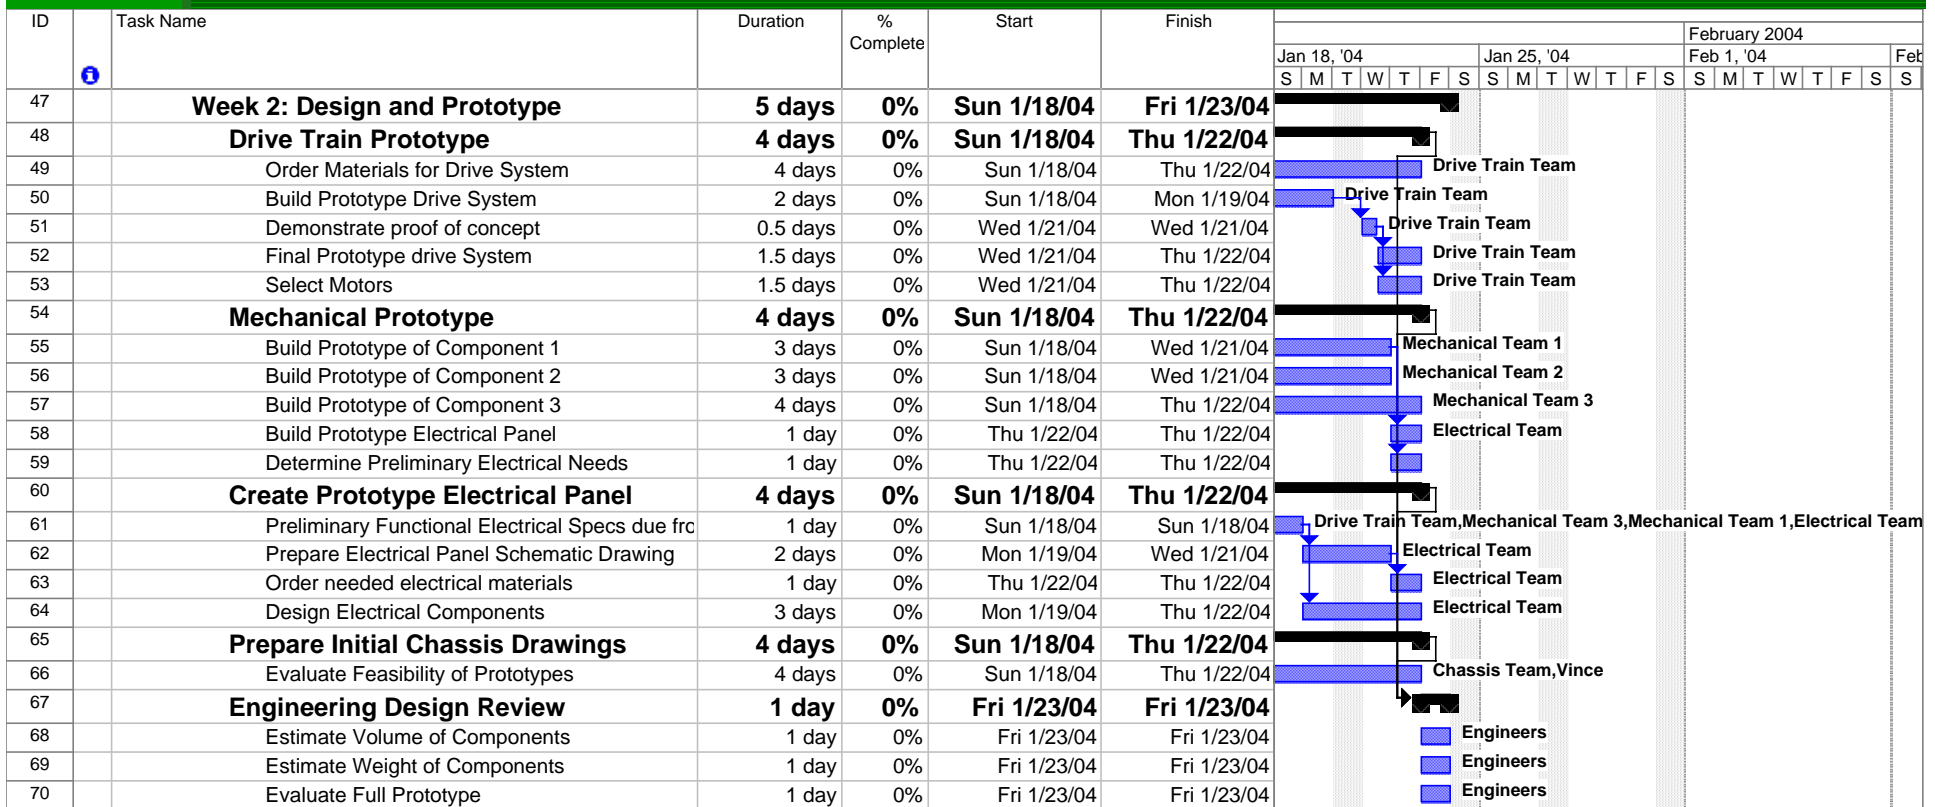 ID Task Name Duration % Complete Start Finish
February 2004
Jan 18, '04 Jan 25, '04 Feb 1, '04 Feb
S M T W T F S S M T W T F S S M T W T F S S
47 Week 2: Design and Prototype 5 days 0% Sun 1/18/04 Fri 1/23/04
48 Drive Train Prototype 4 days 0% Sun 1/18/04 Thu 1/22/04
49 Order Materials for Drive System 4 days 0% Sun 1/18/04 Thu 1/22/04 Drive Train Team
50 Build Prototype Drive System 2 days 0% Sun 1/18/04 Mon 1/19/04 Drive Train Team
51 Demonstrate proof of concept 0.5 days 0% Wed 1/21/04 Wed 1/21/04 Drive Train Team
52 Final Prototype drive System 1.5 days 0% Wed 1/21/04 Thu 1/22/04 Drive Train Team
53 Select Motors 1.5 days 0% Wed 1/21/04 Thu 1/22/04 Drive Train Team
54 Mechanical Prototype 4 days 0% Sun 1/18/04 Thu 1/22/04
55 Build Prototype of Component 1 3 days 0% Sun 1/18/04 Wed 1/21/04 Mechanical Team 1
56 Build Prototype of Component 2 3 days 0% Sun 1/18/04 Wed 1/21/04 Mechanical Team 2
57 Build Prototype of Component 3 4 days 0% Sun 1/18/04 Thu 1/22/04 Mechanical Team 3
58 Build Prototype Electrical Panel 1 day 0% Thu 1/22/04 Thu 1/22/04 Electrical Team
59 Determine Preliminary Electrical Needs 1 day 0% Thu 1/22/04 Thu 1/22/04
60 Create Prototype Electrical Panel 4 days 0% Sun 1/18/04 Thu 1/22/04
61 Preliminary Functional Electrical Specs due fro 1 day 0% Sun 1/18/04 Sun 1/18/04 Drive Train Team,Mechanical Team 3,Mechanical Team 1,Electrical Team
62 Prepare Electrical Panel Schematic Drawing 2 days 0% Mon 1/19/04 Wed 1/21/04 Electrical Team
63 Order needed electrical materials 1 day 0% Thu 1/22/04 Thu 1/22/04 Electrical Team
64 Design Electrical Components 3 days 0% Mon 1/19/04 Thu 1/22/04 Electrical Team
65 Prepare Initial Chassis Drawings 4 days 0% Sun 1/18/04 Thu 1/22/04
66 Evaluate Feasibility of Prototypes 4 days 0% Sun 1/18/04 Thu 1/22/04 Chassis Team,Vince
67 Engineering Design Review 1 day 0% Fri 1/23/04 Fri 1/23/04
68 Estimate Volume of Components 1 day 0% Fri 1/23/04 Fri 1/23/04 Engineers
69 Estimate Weight of Components 1 day 0% Fri 1/23/04 Fri 1/23/04 Engineers
70 Evaluate Full Prototype 1 day 0% Fri 1/23/04 Fri 1/23/04 Engineers